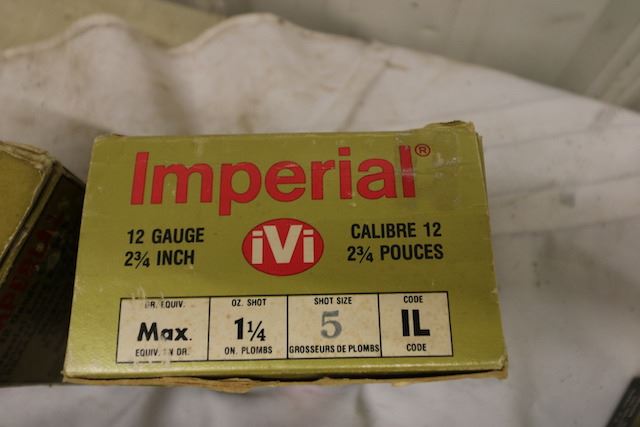 Imperial®
12 GAUGE
2¾ INCH
iVi
CALIBRE 12
2¾ POUCES
DR. EQUIV.
Max.
EQUIV. EN DR.
OZ. SHOT
1¼
ON. PLOMBS
SHOT SIZE
5
GROSSEURS DE PLOMBS
CODE
IL
CODE